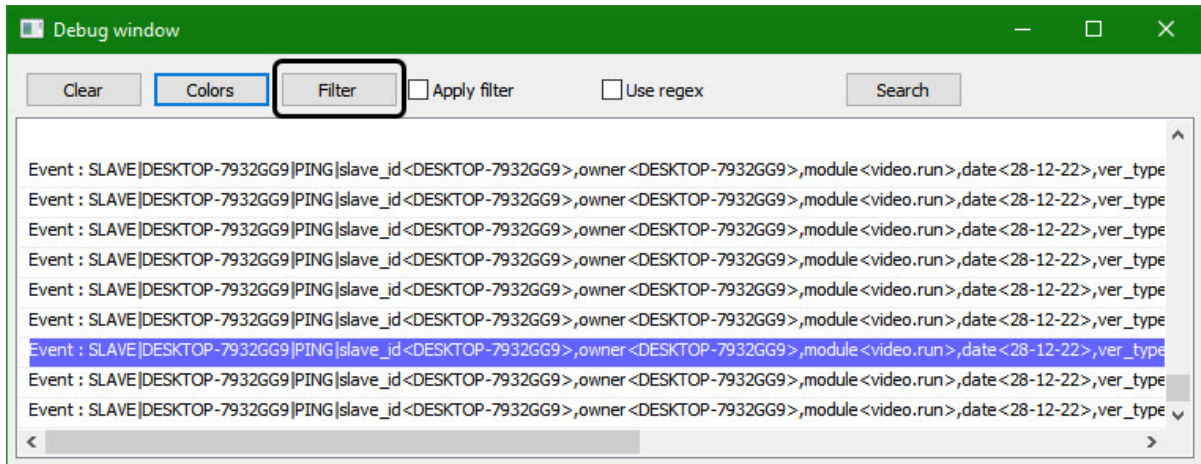 Debug window
Clear Colors Filter Apply filter Use regex Search
Event : SLAVE|DESKTOP-7932GG9|PING|slave_id<DESKTOP-7932GG9>,owner<DESKTOP-7932GG9>,module<video.run>,date<28-12-22>,ver_type
Event : SLAVE|DESKTOP-7932GG9|PING|slave_id<DESKTOP-7932GG9>,owner<DESKTOP-7932GG9>,module<video.run>,date<28-12-22>,ver_type
Event : SLAVE|DESKTOP-7932GG9|PING|slave_id<DESKTOP-7932GG9>,owner<DESKTOP-7932GG9>,module<video.run>,date<28-12-22>,ver_type
Event : SLAVE|DESKTOP-7932GG9|PING|slave_id<DESKTOP-7932GG9>,owner<DESKTOP-7932GG9>,module<video.run>,date<28-12-22>,ver_type
Event : SLAVE|DESKTOP-7932GG9|PING|slave_id<DESKTOP-7932GG9>,owner<DESKTOP-7932GG9>,module<video.run>,date<28-12-22>,ver_type
Event : SLAVE|DESKTOP-7932GG9|PING|slave_id<DESKTOP-7932GG9>,owner<DESKTOP-7932GG9>,module<video.run>,date<28-12-22>,ver_type
Event : SLAVE|DESKTOP-7932GG9|PING|slave_id<DESKTOP-7932GG9>,owner<DESKTOP-7932GG9>,module<video.run>,date<28-12-22>,ver_type
Event : SLAVE|DESKTOP-7932GG9|PING|slave_id<DESKTOP-7932GG9>,owner<DESKTOP-7932GG9>,module<video.run>,date<28-12-22>,ver_type
Event : SLAVE|DESKTOP-7932GG9|PING|slave_id<DESKTOP-7932GG9>,owner<DESKTOP-7932GG9>,module<video.run>,date<28-12-22>,ver_type